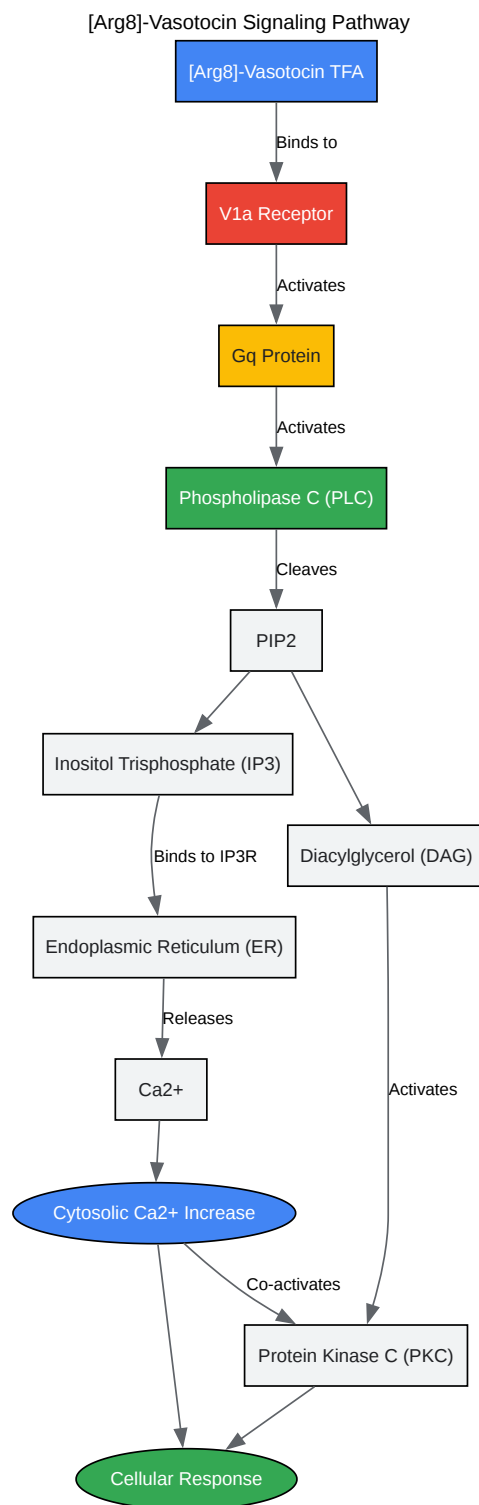 [Arg8]-Vasotocin Signaling Pathway
[Arg8]-Vasotocin TFA
Binds to
V1a Receptor
Activates
Gq Protein
Activates
Phospholipase C (PLC)
Cleaves
PIP2
Inositol Trisphosphate (IP3)
Diacylglycerol (DAG)
Binds to IP3R
Endoplasmic Reticulum (ER)
Releases
Ca2+
Activates
Cytosolic Ca2+ Increase
Co-activates
Protein Kinase C (PKC)
Cellular Response